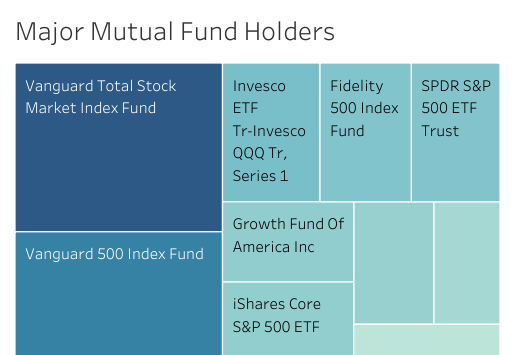 Major Mutual Fund Holders
Vanguard Total Stock
Market Index Fund
Invesco
ETF
Tr-Invesco
QQQ Tr,
Series 1
Fidelity
500 Index
Fund
SPDR S&P
500 ETF
Trust
Growth Fund Of
America Inc
Vanguard 500 Index Fund
iShares Core
S&P 500 ETF